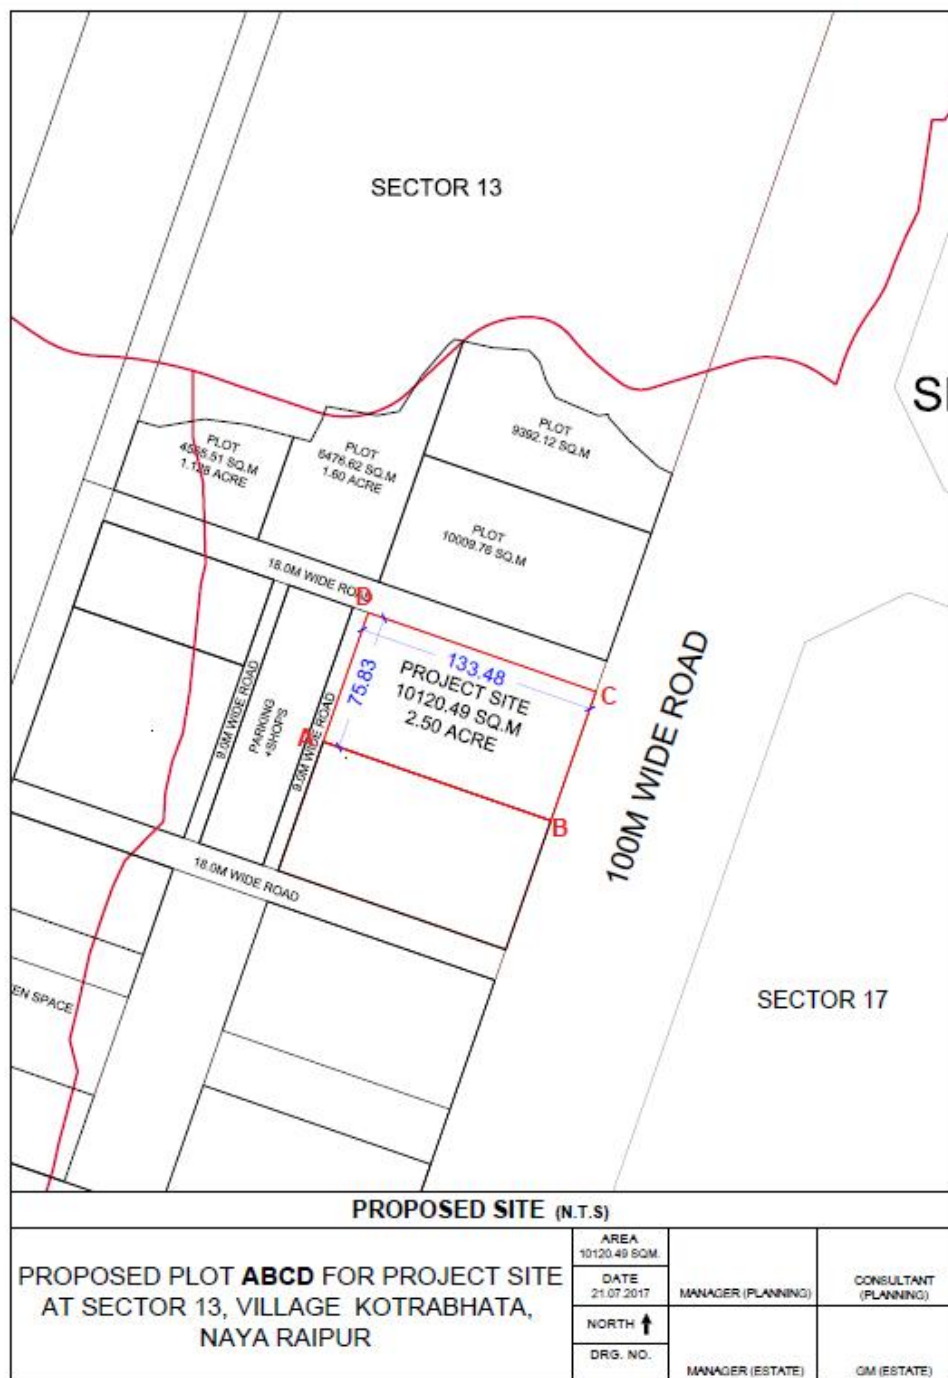 SECTOR 13
PLOT
9392.12 SQ.M
PLOT
SQ.M
1.128 ACRE
PLOT
6476.62 SQ.M
1.60 ACRE
PLOT
10009.76 SQ.M
18.0M WIDE ROAD
D
133.48
C
75.83
PROJECT SITE
10120.49 SQ.M
2.50 ACRE
100M WIDE ROAD
9.0M WIDE ROAD
PARKING
+SHOPS
9.0M WIDE ROAD
A
B
18.0M WIDE ROAD
EN SPACE
SECTOR 17
PROPOSED SITE (N.T.S)
PROPOSED PLOT ABCD FOR PROJECT SITE
AT SECTOR 13, VILLAGE KOTRABHATA,
NAYA RAIPUR
AREA
10120.49 SQM.
DATE
21.07.2017
NORTH
DRG. NO.
MANAGER (PLANNING)
CONSULTANT
(PLANNING)
MANAGER (ESTATE)
GM (ESTATE)